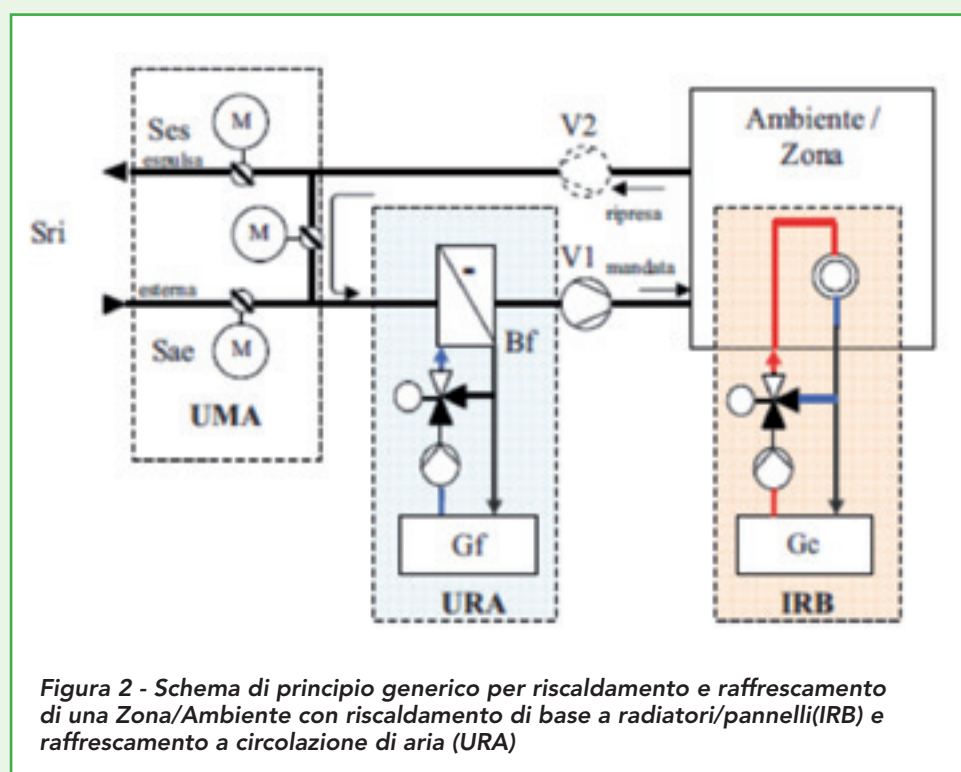 Ses
M
espulsa
V2
Ambiente /
Zona
ripresa
Sri
M
V1
mandata
esterna
-
Bf
Sae
M
UMA
Gf
Gc
URA
IRB
Figura 2 - Schema di principio generico per riscaldamento e raffrescamento
di una Zona/Ambiente con riscaldamento di base a radiatori/pannelli(IRB) e
raffrescamento a circolazione di aria (URA)